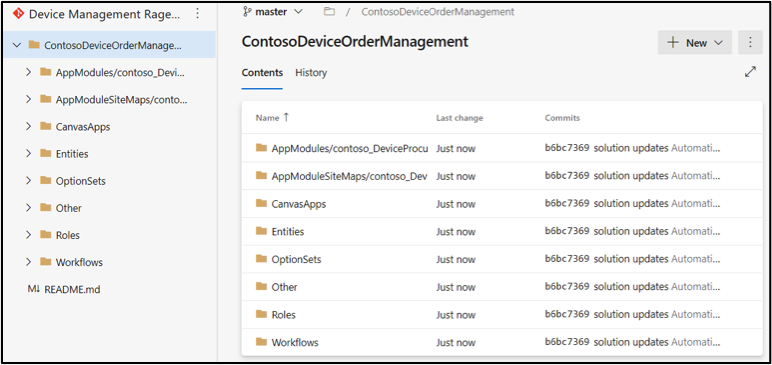 Device Management Rage...
ContosoDeviceOrderManage...
AppModules/contoso_Devi...
AppModuleSiteMaps/conto...
CanvasApps
Entities
OptionSets
Other
Roles
Workflows
M↓ README.md
master / ContosoDeviceOrderManagement
ContosoDeviceOrderManagement
+ New
Contents History
Name ↑ Last change Commits
AppModules/contoso_DeviceProcu Just now b6bc7369 solution updates Automati...
AppModuleSiteMaps/contoso_Dev Just now b6bc7369 solution updates Automati...
CanvasApps Just now b6bc7369 solution updates Automati...
Entities Just now b6bc7369 solution updates Automati...
OptionSets Just now b6bc7369 solution updates Automati...
Other Just now b6bc7369 solution updates Automati...
Roles Just now b6bc7369 solution updates Automati...
Workflows Just now b6bc7369 solution updates Automati...